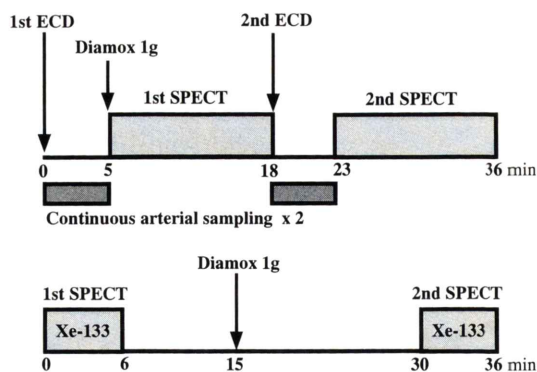 1st ECD
2nd ECD
Diamox 1g
1st SPECT
2nd SPECT
0 5 18 23 36 min
Continuous arterial sampling x 2
Diamox 1g
1st SPECT
2nd SPECT
Xe-133
Xe-133
0 6 15 30 36 min